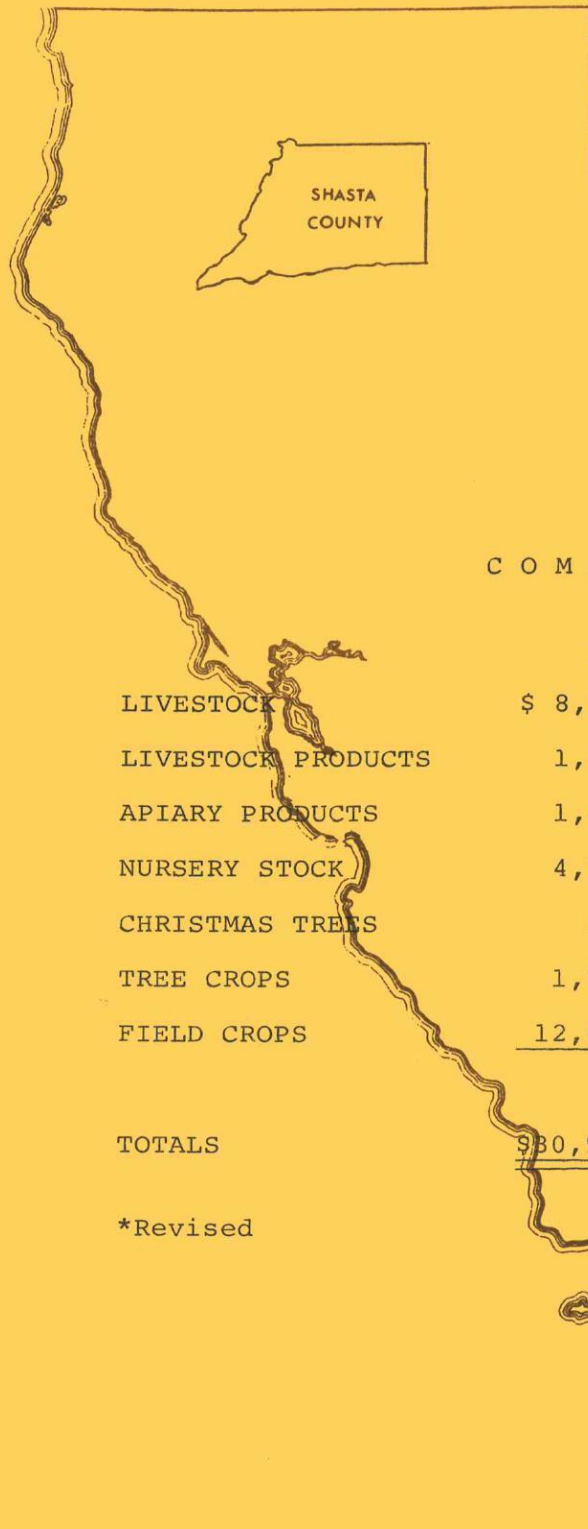 SHASTA
COUNTY
C O M
LIVESTOCK $ 8,
LIVESTOCK PRODUCTS 1,
APIARY PRODUCTS 1,
NURSERY STOCK 4,
CHRISTMAS TREES
TREE CROPS 1,
FIELD CROPS 12,
TOTALS $30,
*Revised